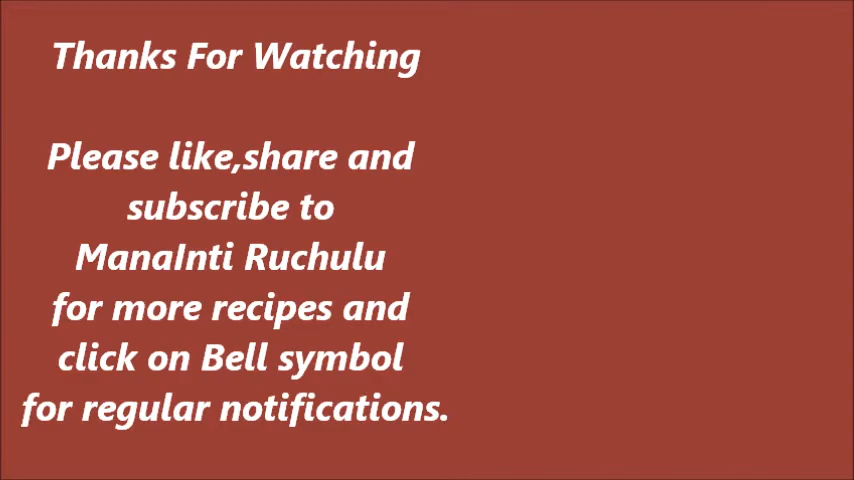 Thanks For Watching
Please like,share and
subscribe to
ManaInti Ruchulu
for more recipes and
click on Bell symbol
for regular notifications.